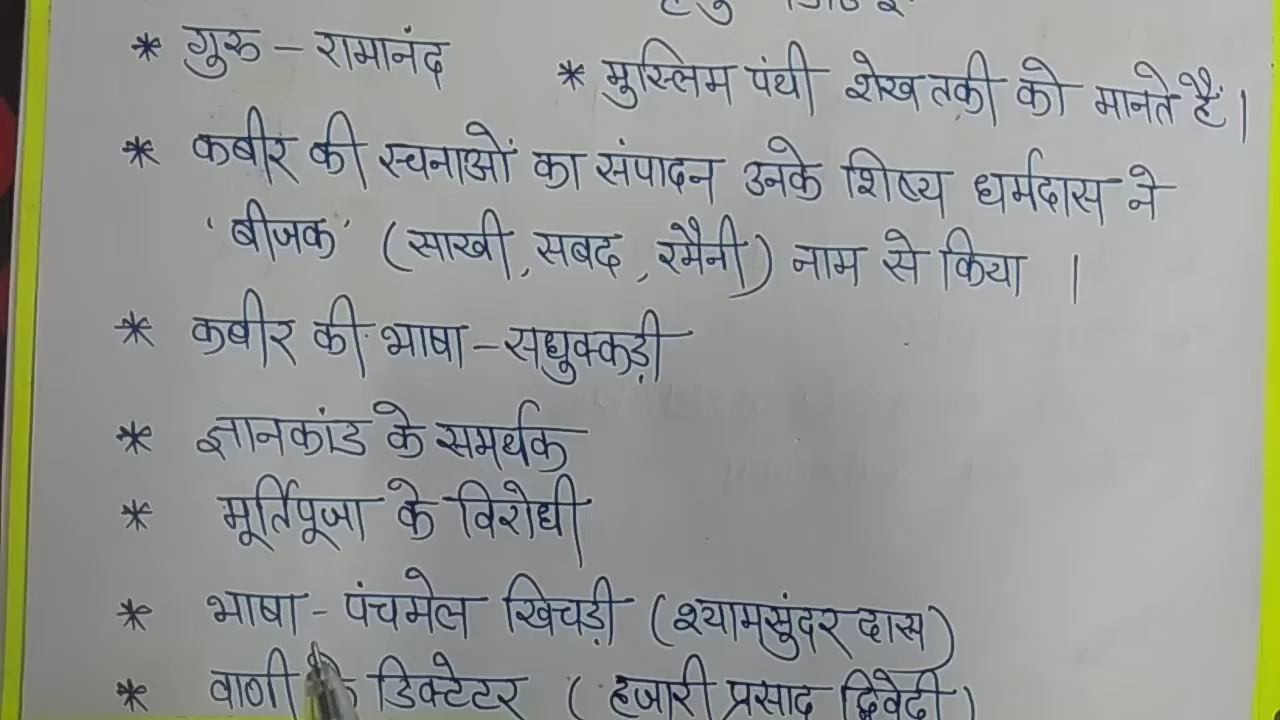 * गुरु - रामानंद * मुस्लिम पंथी शेख तकी को मानते हैं।
* कबीर की रचनाओं का संपादन उनके शिष्य धर्मदास ने
'बीजक' (साखी, सबद, रमैनी) नाम से किया ।
* कबीर की भाषा - सधुक्कड़ी
* ज्ञानकांड के समर्थक
* मूर्तिपूजा के विरोधी
* भाषा - पंचमेल खिचड़ी (श्यामसुंदर दास)
* वाणी के डिक्टेटर (हजारी प्रसाद द्विवेदी)